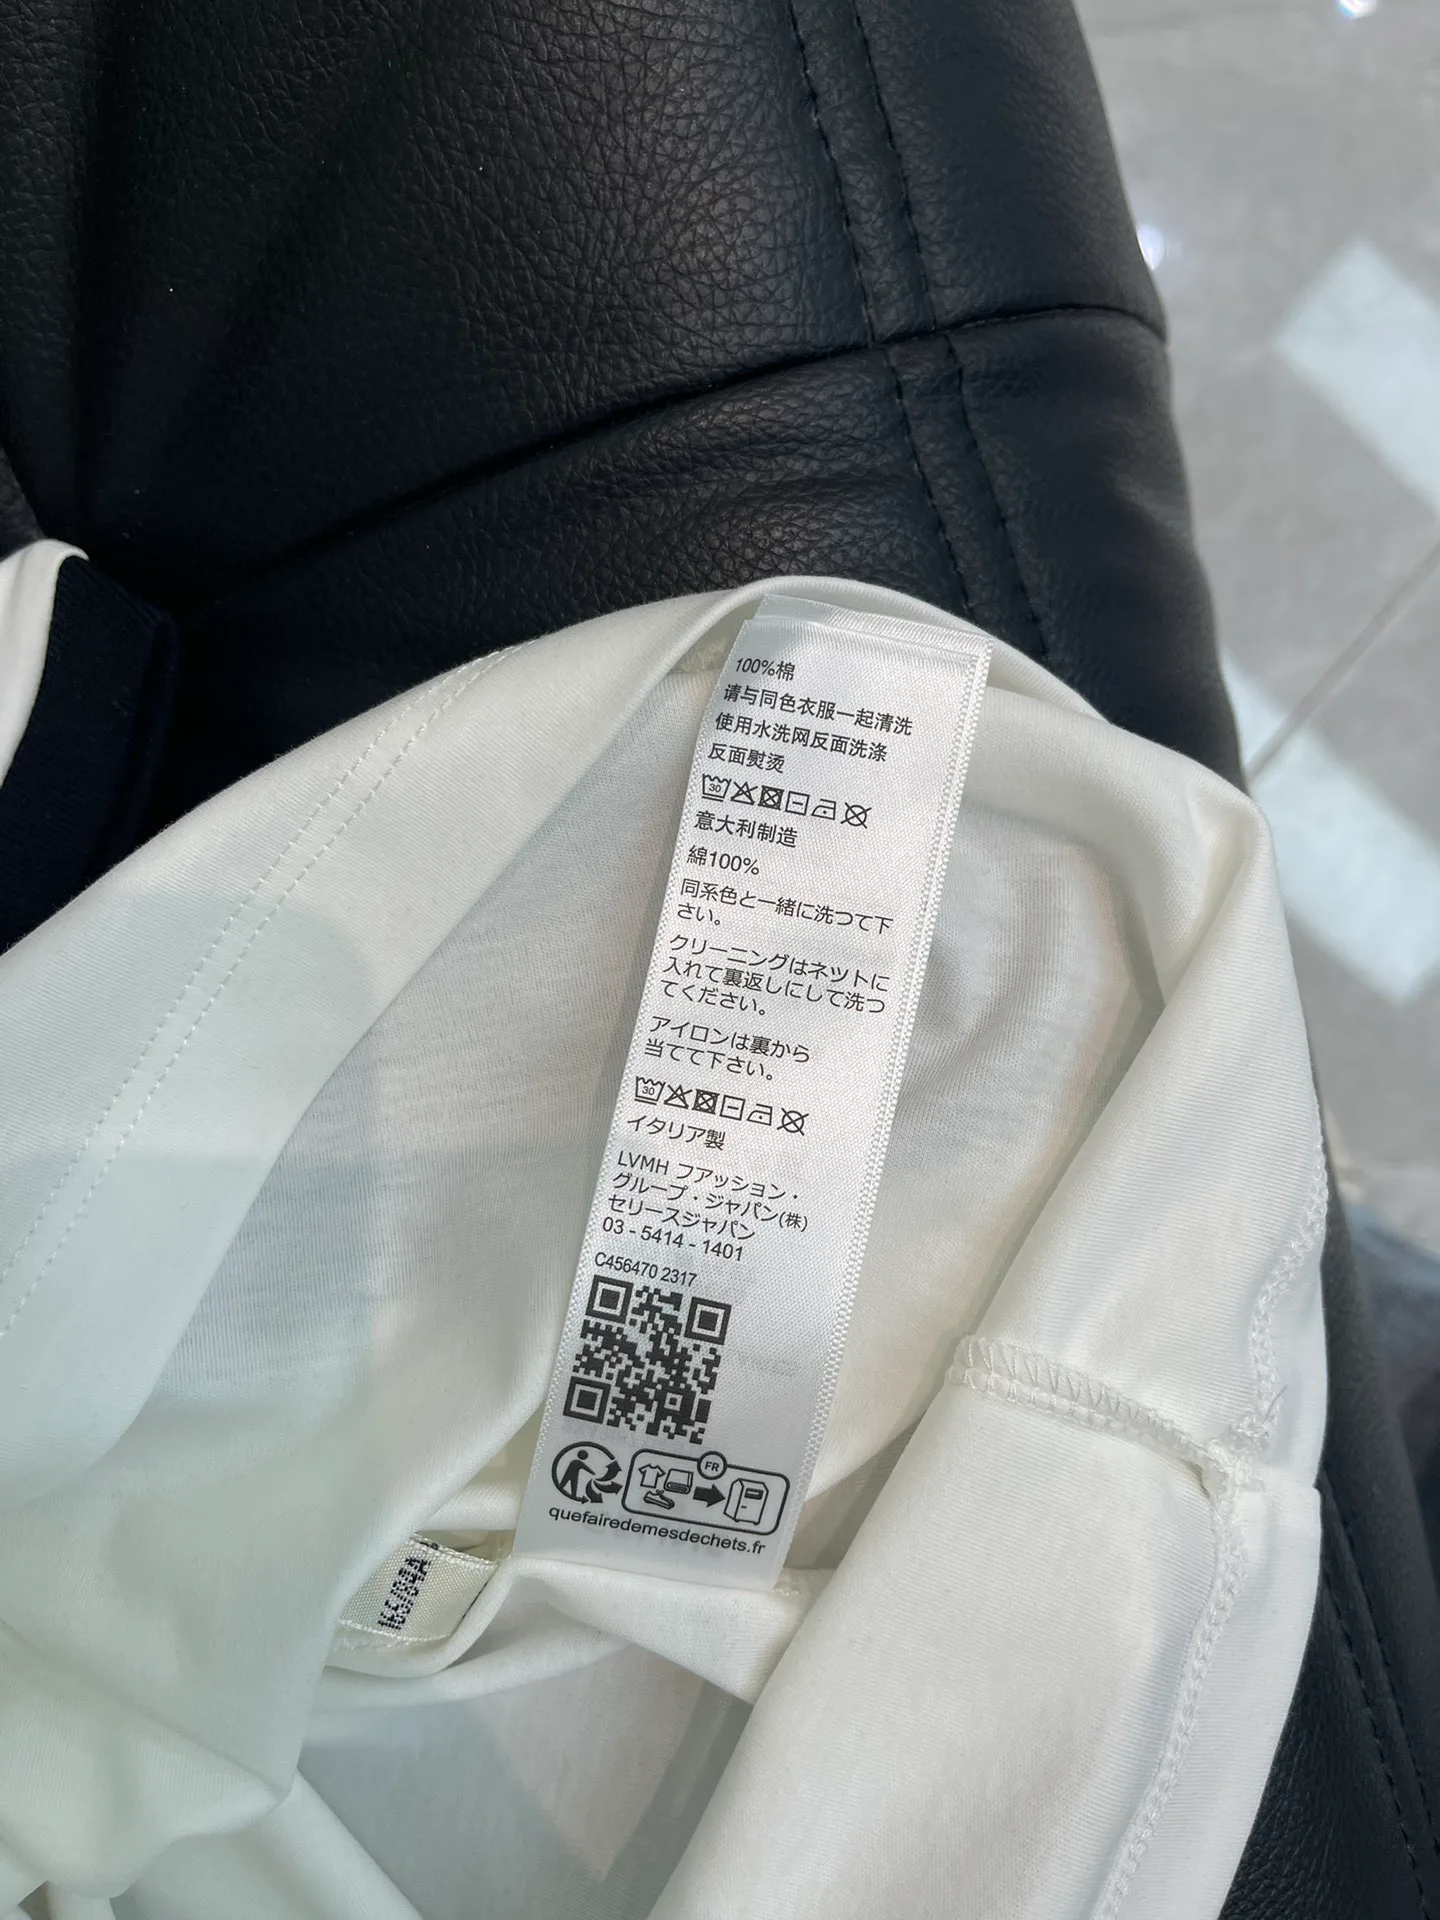 100%棉
请与同色衣服一起清洗
使用水洗网反面洗涤
反面熨烫
30
意大利制造
綿100%
同系色と一緒に洗つて下
さい。
クリーニングはネツトに
入れて裏返しにして洗つ
てください。
アイロンは裏から
当てて下さい。
30
イタリア製
LVMH フアッション・
グループ・ジャパン(株)
セリースジャパン
03 - 5414 - 1401
C456470 2317
FR
quefairedemesdechets.fr